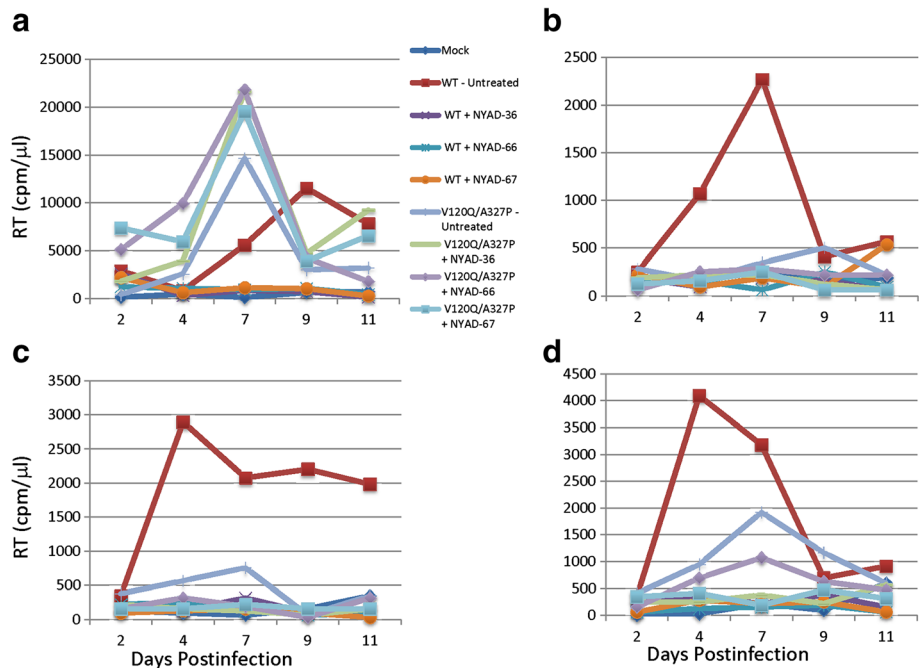 a
25000
20000
15000
10000
5000
0
RT (cpm/µl)
2 4 7 9 11
Mock
WT - Untreated
WT + NYAD-36
WT + NYAD-66
WT + NYAD-67
V120Q/A327P -
Untreated
V120Q/A327P
+ NYAD-36
V120Q/A327P
+ NYAD-66
V120Q/A327P
+ NYAD-67
b
2500
2000
1500
1000
500
0
2 4 7 9 11
c
3500
3000
2500
2000
1500
1000
500
0
RT (cpm/µl)
2 4 7 9 11
Days Postinfection
d
4500
4000
3500
3000
2500
2000
1500
1000
500
0
2 4 7 9 11
Days Postinfection